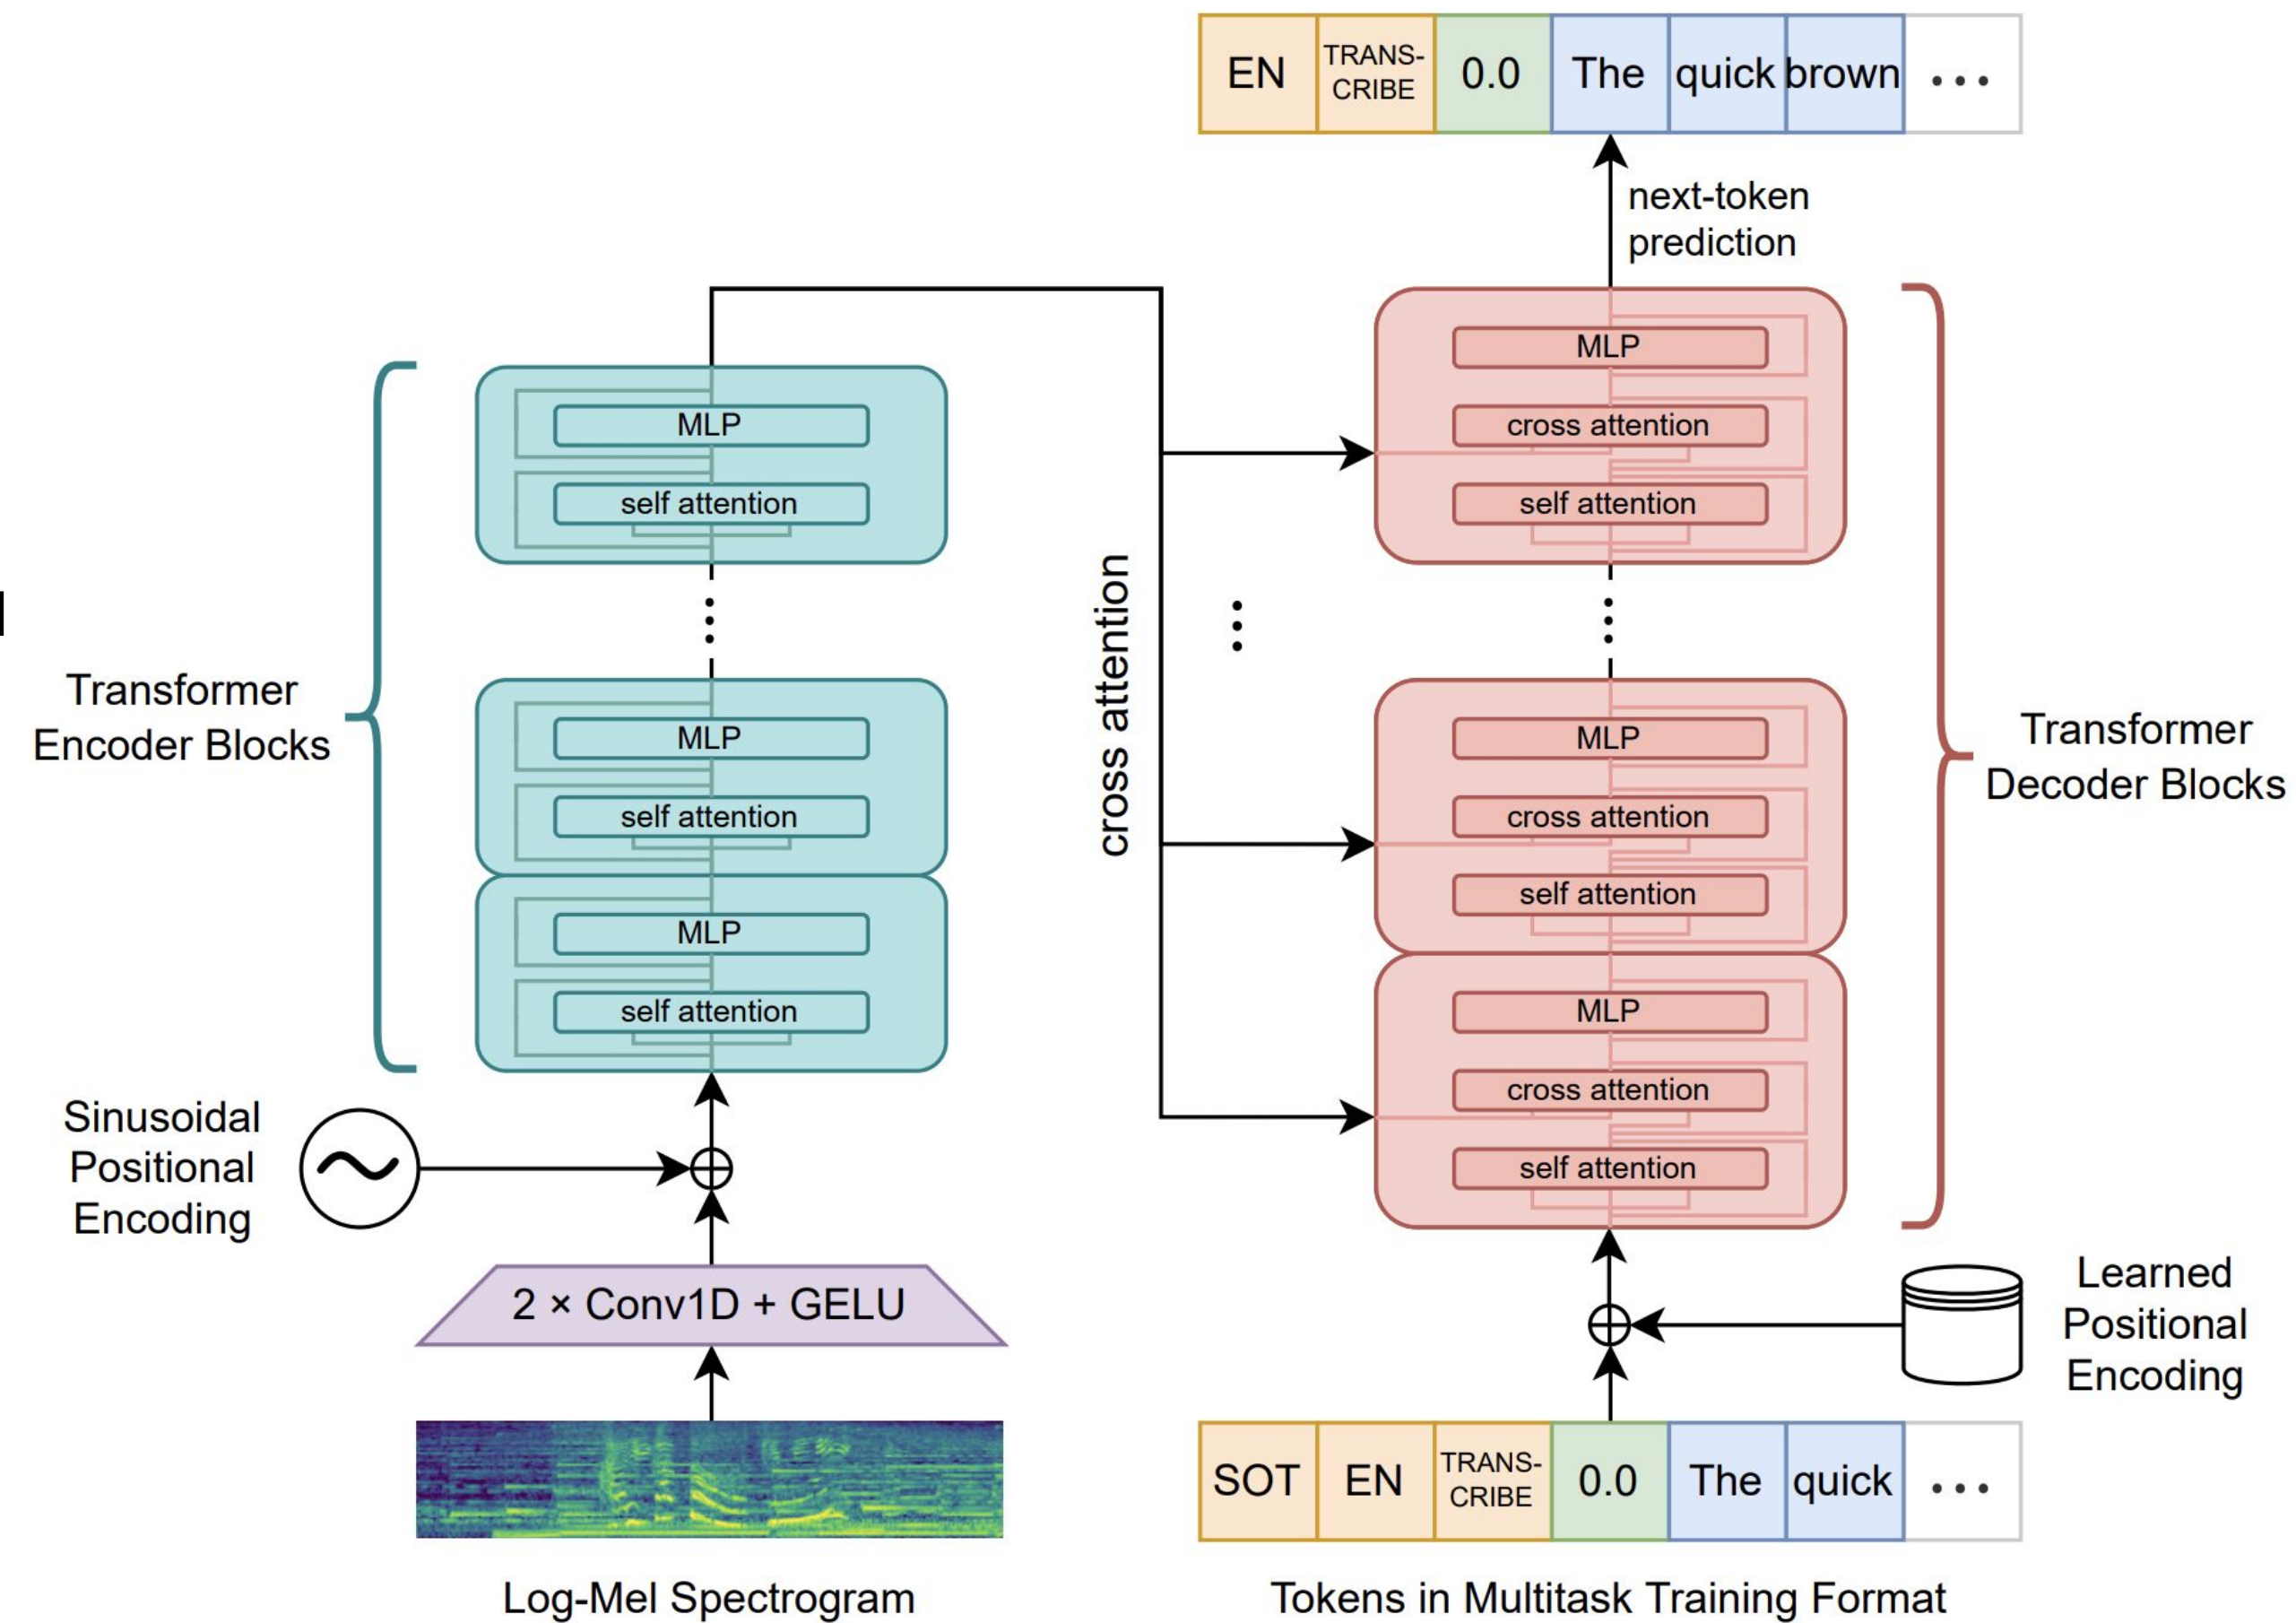 EN
TRANS-
CRIBE
0.0
The
quick
brown
...
next-token
prediction
Transformer
Encoder Blocks
MLP
self attention
MLP
self attention
MLP
self attention
cross attention
MLP
cross attention
self attention
MLP
cross attention
self attention
MLP
cross attention
self attention
Transformer
Decoder Blocks
Sinusoidal
Positional
Encoding
2 × Conv1D + GELU
Learned
Positional
Encoding
SOT
EN
TRANS-
CRIBE
0.0
The
quick
...
Log-Mel Spectrogram
Tokens in Multitask Training Format